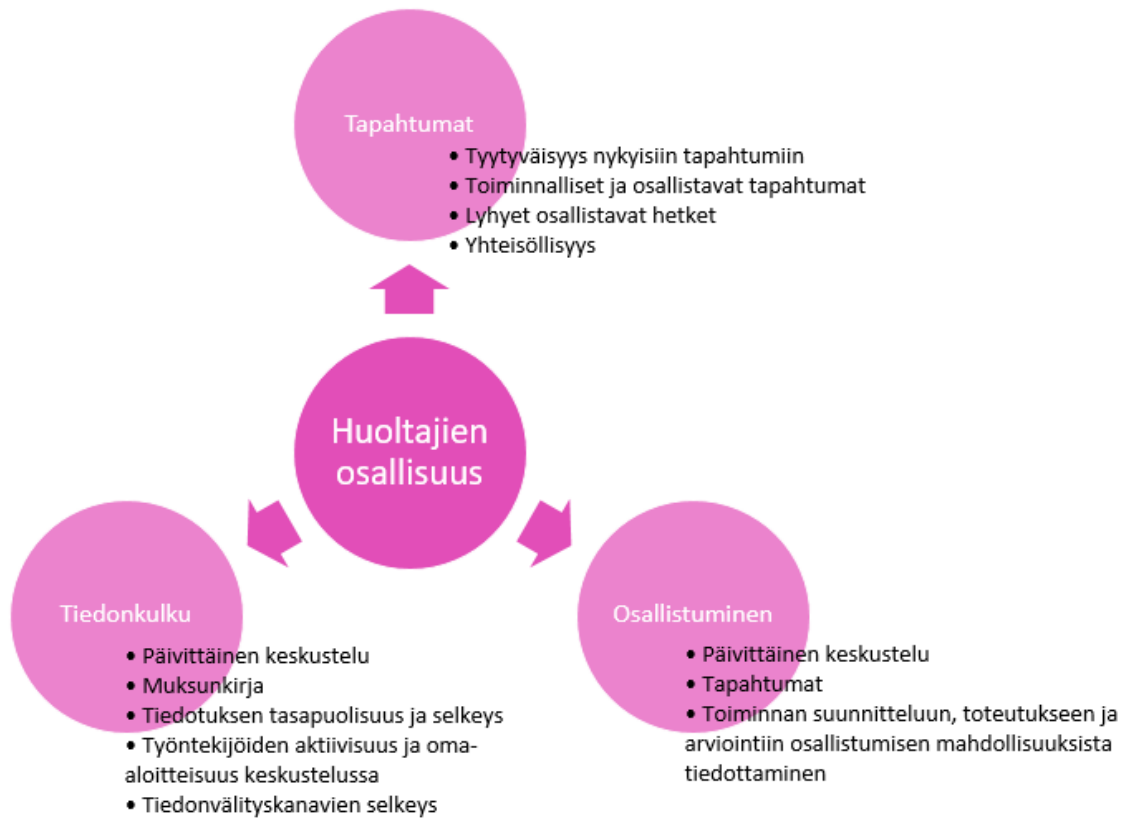 Tapahtumat
• Tyytyväisyys nykyisiin tapahtumiin
• Toiminnalliset ja osallistavat tapahtumat
• Lyhyet osallistavat hetket
• Yhteisöllisyys
Huoltajien
osallisuus
Tiedonkulku
• Päivittäinen keskustelu
• Muksunkirja
• Tiedotuksen tasapuolisuus ja selkeys
• Työntekijöiden aktiivisuus ja oma-
aloitteisuus keskustelussa
• Tiedonvälityskanavien selkeys
Osallistuminen
• Päivittäinen keskustelu
• Tapahtumat
• Toiminnan suunnitteluun, toteutukseen ja
arviointiin osallistumisen mahdollisuuksista
tiedottaminen